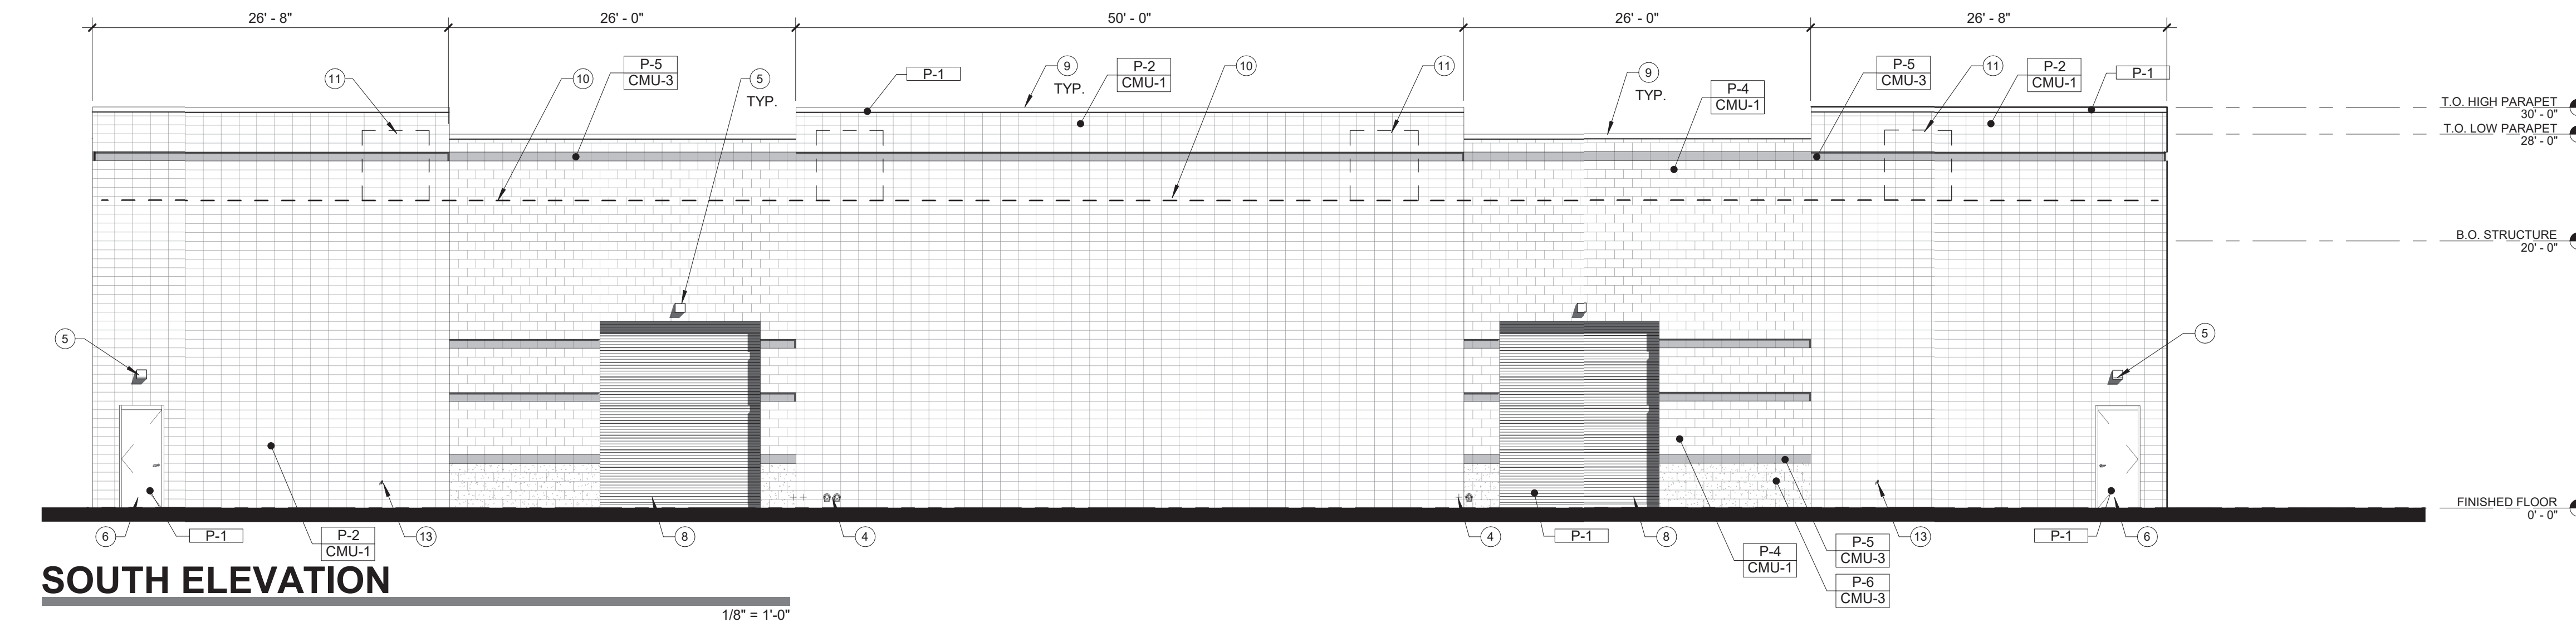 26' - 8"
26' - 0"
50' - 0"
26' - 0"
26' - 8"
11
10
P-5
CMU-3
5
TYP.
P-1
9
TYP.
P-2
CMU-1
10
11
9
TYP.
P-4
CMU-1
P-5
CMU-3
11
P-2
CMU-1
P-1
T.O. HIGH PARAPET
30' - 0"
T.O. LOW PARAPET
28' - 0"
B.O. STRUCTURE
20' - 0"
5
5
FINISHED FLOOR
0' - 0"
6
P-1
P-2
CMU-1
13
8
4
4
P-1
8
P-4
CMU-1
P-5
CMU-3
P-6
CMU-3
13
P-1
6
SOUTH ELEVATION
1/8" = 1'-0"